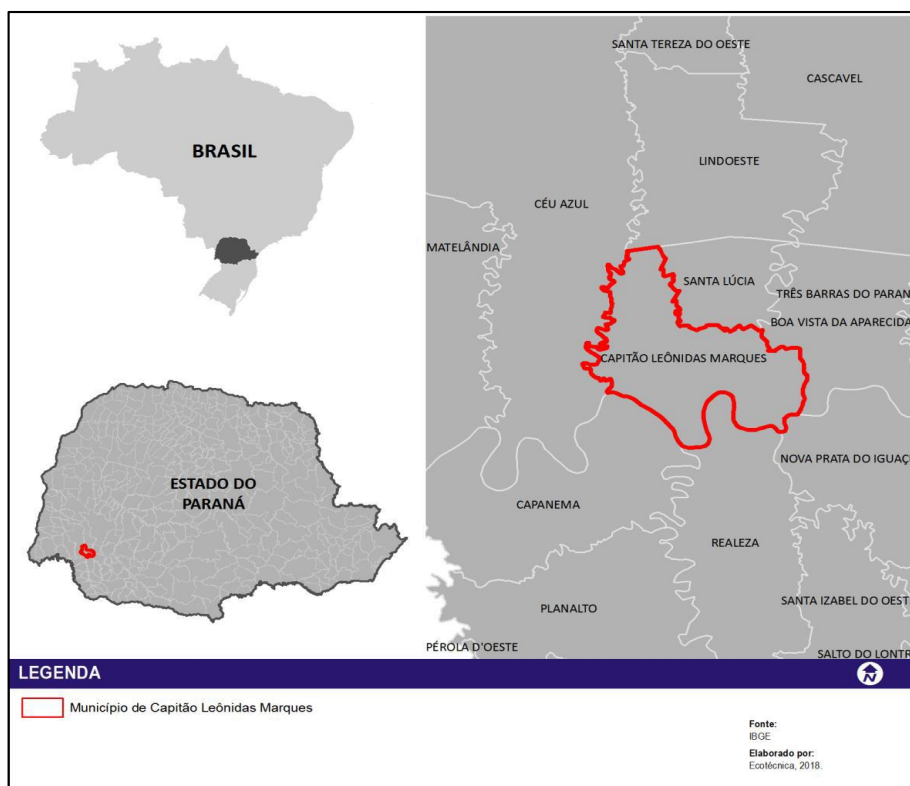 BRASIL
ESTADO DO
PARANÁ
SANTA TEREZA DO OESTE
CASCAVEL
LINDOESTE
CÉU AZUL
MATELÂNDIA
SANTA LÚCIA
TRÊS BARRAS DO PARAN
BOA VISTA DA APARECIDA
CAPITÃO LEÔNIDAS MARQUES
NOVA PRATA DO IGUAÇ
CAPANEMA
REALEZA
PLANALTO
SANTA IZABEL DO OESTE
PÉROLA D'OESTE
SALTO DO LONTR
LEGENDA
N
Município de Capitão Leônidas Marques
Fonte:
IBGE
Elaborado por:
Ecotécnica, 2018.